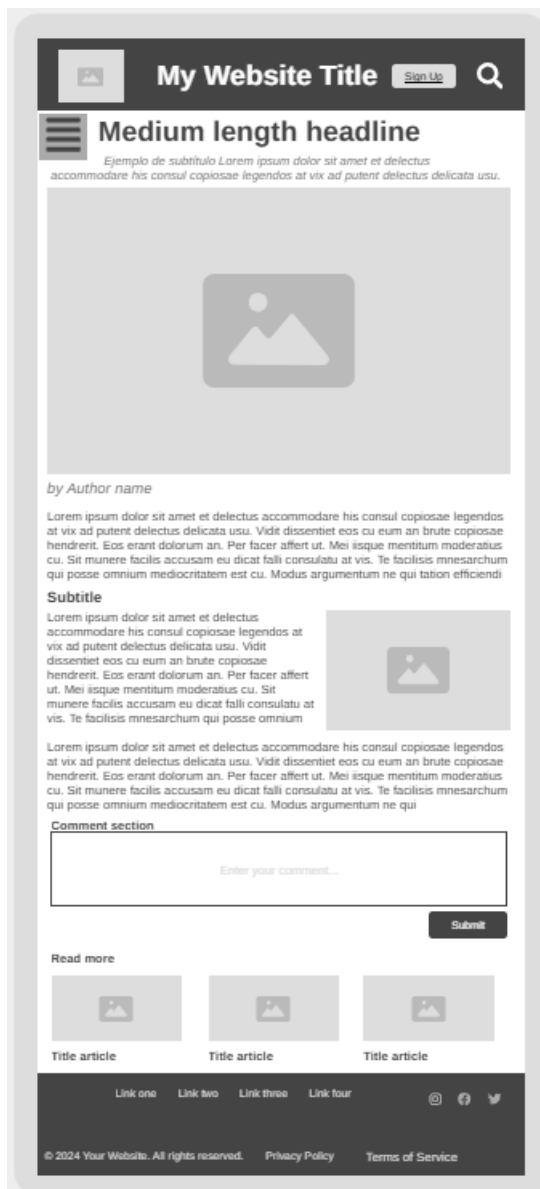 My Website Title
Sign Up
Medium length headline
Ejemplo de subtítulo Lorem ipsum dolor sit amet et delectus
accommodare his consul copiosae legendos at vix ad putent delectus delicata usu.
by Author name
Lorem ipsum dolor sit amet et delectus accommodare his consul copiosae legendos
at vix ad putent delectus delicata usu. Vidit dissentiet eos cu eum an brute copiosae
hendrerit. Eos erant dolorum an. Per facer affert ut. Mei iisque mentitum moderatius
cu. Sit munere facilis accusam eu dicat falli consulatu at vis. Te facilisis mnesarchum
qui posse omnium mediocritatem est cu. Modus argumentum ne qui tation efficiendi
Subtitle
Lorem ipsum dolor sit amet et delectus
accommodare his consul copiosae legendos at
vix ad putent delectus delicata usu. Vidit
dissentiet eos cu eum an brute copiosae
hendrerit. Eos erant dolorum an. Per facer affert
ut. Mei iisque mentitum moderatius cu. Sit
munere facilis accusam eu dicat falli consulatu at
vis. Te facilisis mnesarchum qui posse omnium
Lorem ipsum dolor sit amet et delectus accommodare his consul copiosae legendos
at vix ad putent delectus delicata usu. Vidit dissentiet eos cu eum an brute copiosae
hendrerit. Eos erant dolorum an. Per facer affert ut. Mei iisque mentitum moderatius
cu. Sit munere facilis accusam eu dicat falli consulatu at vis. Te facilisis mnesarchum
qui posse omnium mediocritatem est cu. Modus argumentum ne qui
Comment section
Enter your comment...
Submit
Read more
Title article
Title article
Title article
Link one
Link two
Link three
Link four
© 2024 Your Website. All rights reserved.
Privacy Policy
Terms of Service